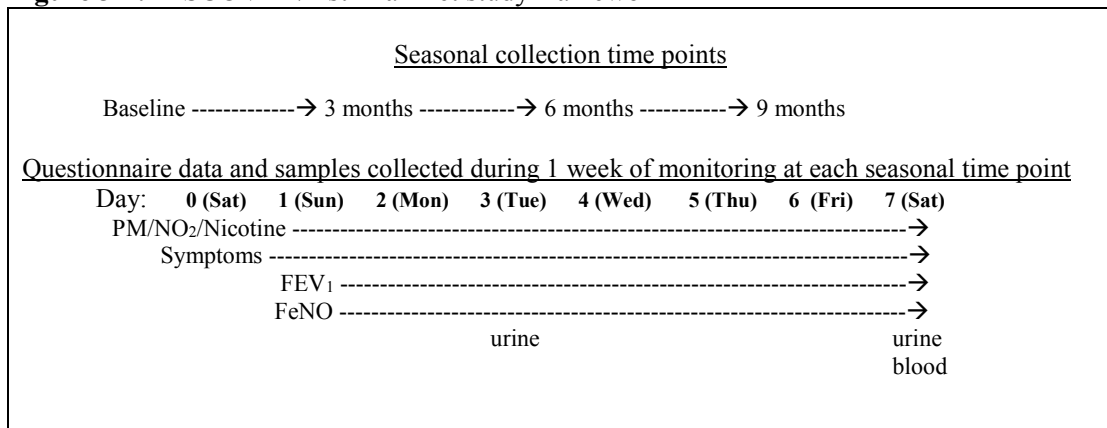 Seasonal collection time points
Baseline -------------→ 3 months ------------→ 6 months -----------→ 9 months
Questionnaire data and samples collected during 1 week of monitoring at each seasonal time point
Day: 0 (Sat) 1 (Sun) 2 (Mon) 3 (Tue) 4 (Wed) 5 (Thu) 6 (Fri) 7 (Sat)
PM/NO₂/Nicotine ----------------------------------------------------------------------------------------→
Symptoms ---------------------------------------------------------------------------------------------→
FEV₁ ----------------------------------------------------------------------------------→
FeNO ----------------------------------------------------------------------------------→
urine urine
blood